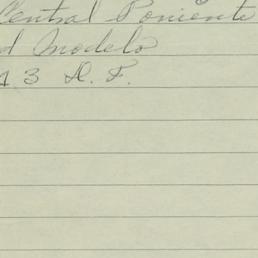 Central Poniente
d Modelo
13 D. F.